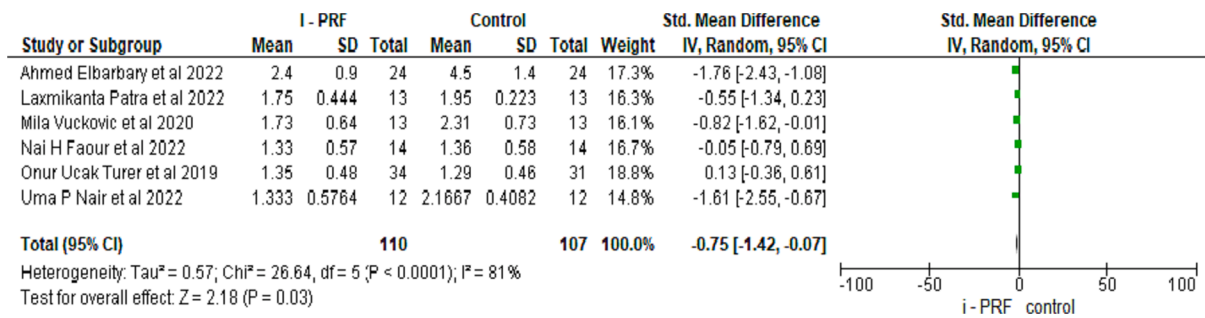 I - PRF Control Std. Mean Difference Std. Mean Difference
Study or Subgroup Mean SD Total Mean SD Total Weight IV, Random, 95% CI IV, Random, 95% CI
Ahmed Elbarbary et al 2022 2.4 0.9 24 4.5 1.4 24 17.3% -1.76 [-2.43, -1.08]
Laxmikanta Patra et al 2022 1.75 0.444 13 1.95 0.223 13 16.3% -0.55 [-1.34, 0.23]
Mila Vuckovic et al 2020 1.73 0.64 13 2.31 0.73 13 16.1% -0.82 [-1.62, -0.01]
Nai H Faour et al 2022 1.33 0.57 14 1.36 0.58 14 16.7% -0.05 [-0.79, 0.69]
Onur Ucak Turer et al 2019 1.35 0.48 34 1.29 0.46 31 18.8% 0.13 [-0.36, 0.61]
Uma P Nair et al 2022 1.333 0.5764 12 2.1667 0.4082 12 14.8% -1.61 [-2.55, -0.67]
Total (95% CI) 110 107 100.0% -0.75 [-1.42, -0.07]
Heterogeneity: Tau² = 0.57; Chi² = 26.64, df = 5 (P < 0.0001); I² = 81%
Test for overall effect: Z = 2.18 (P = 0.03)
-100 -50 0 50 100
i - PRF control